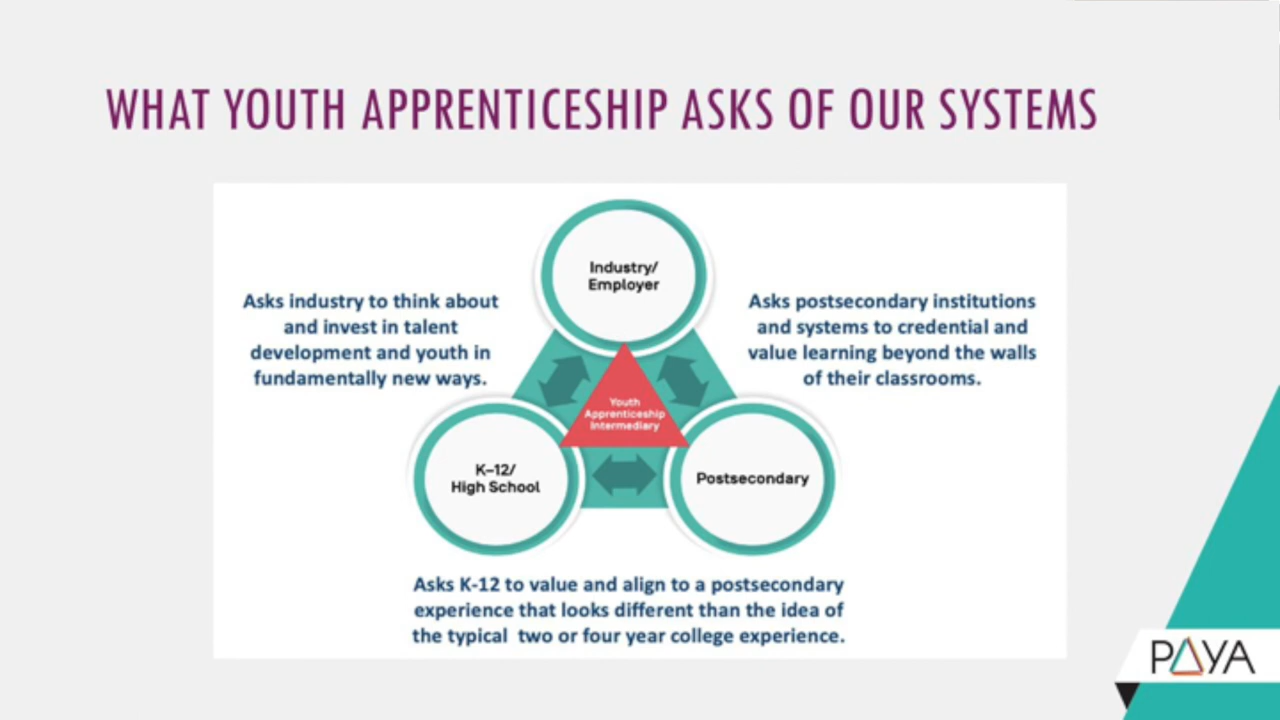 WHAT YOUTH APPRENTICESHIP ASKS OF OUR SYSTEMS
Industry/
Employer
Asks industry to think about
and invest in talent
development and youth in
fundamentally new ways.
Asks postsecondary institutions
and systems to credential and
value learning beyond the walls
of their classrooms.
Youth
Apprenticeship
Intermediary
K–12/
High School
Postsecondary
Asks K-12 to value and align to a postsecondary
experience that looks different than the idea of
the typical two or four year college experience.
PAYA